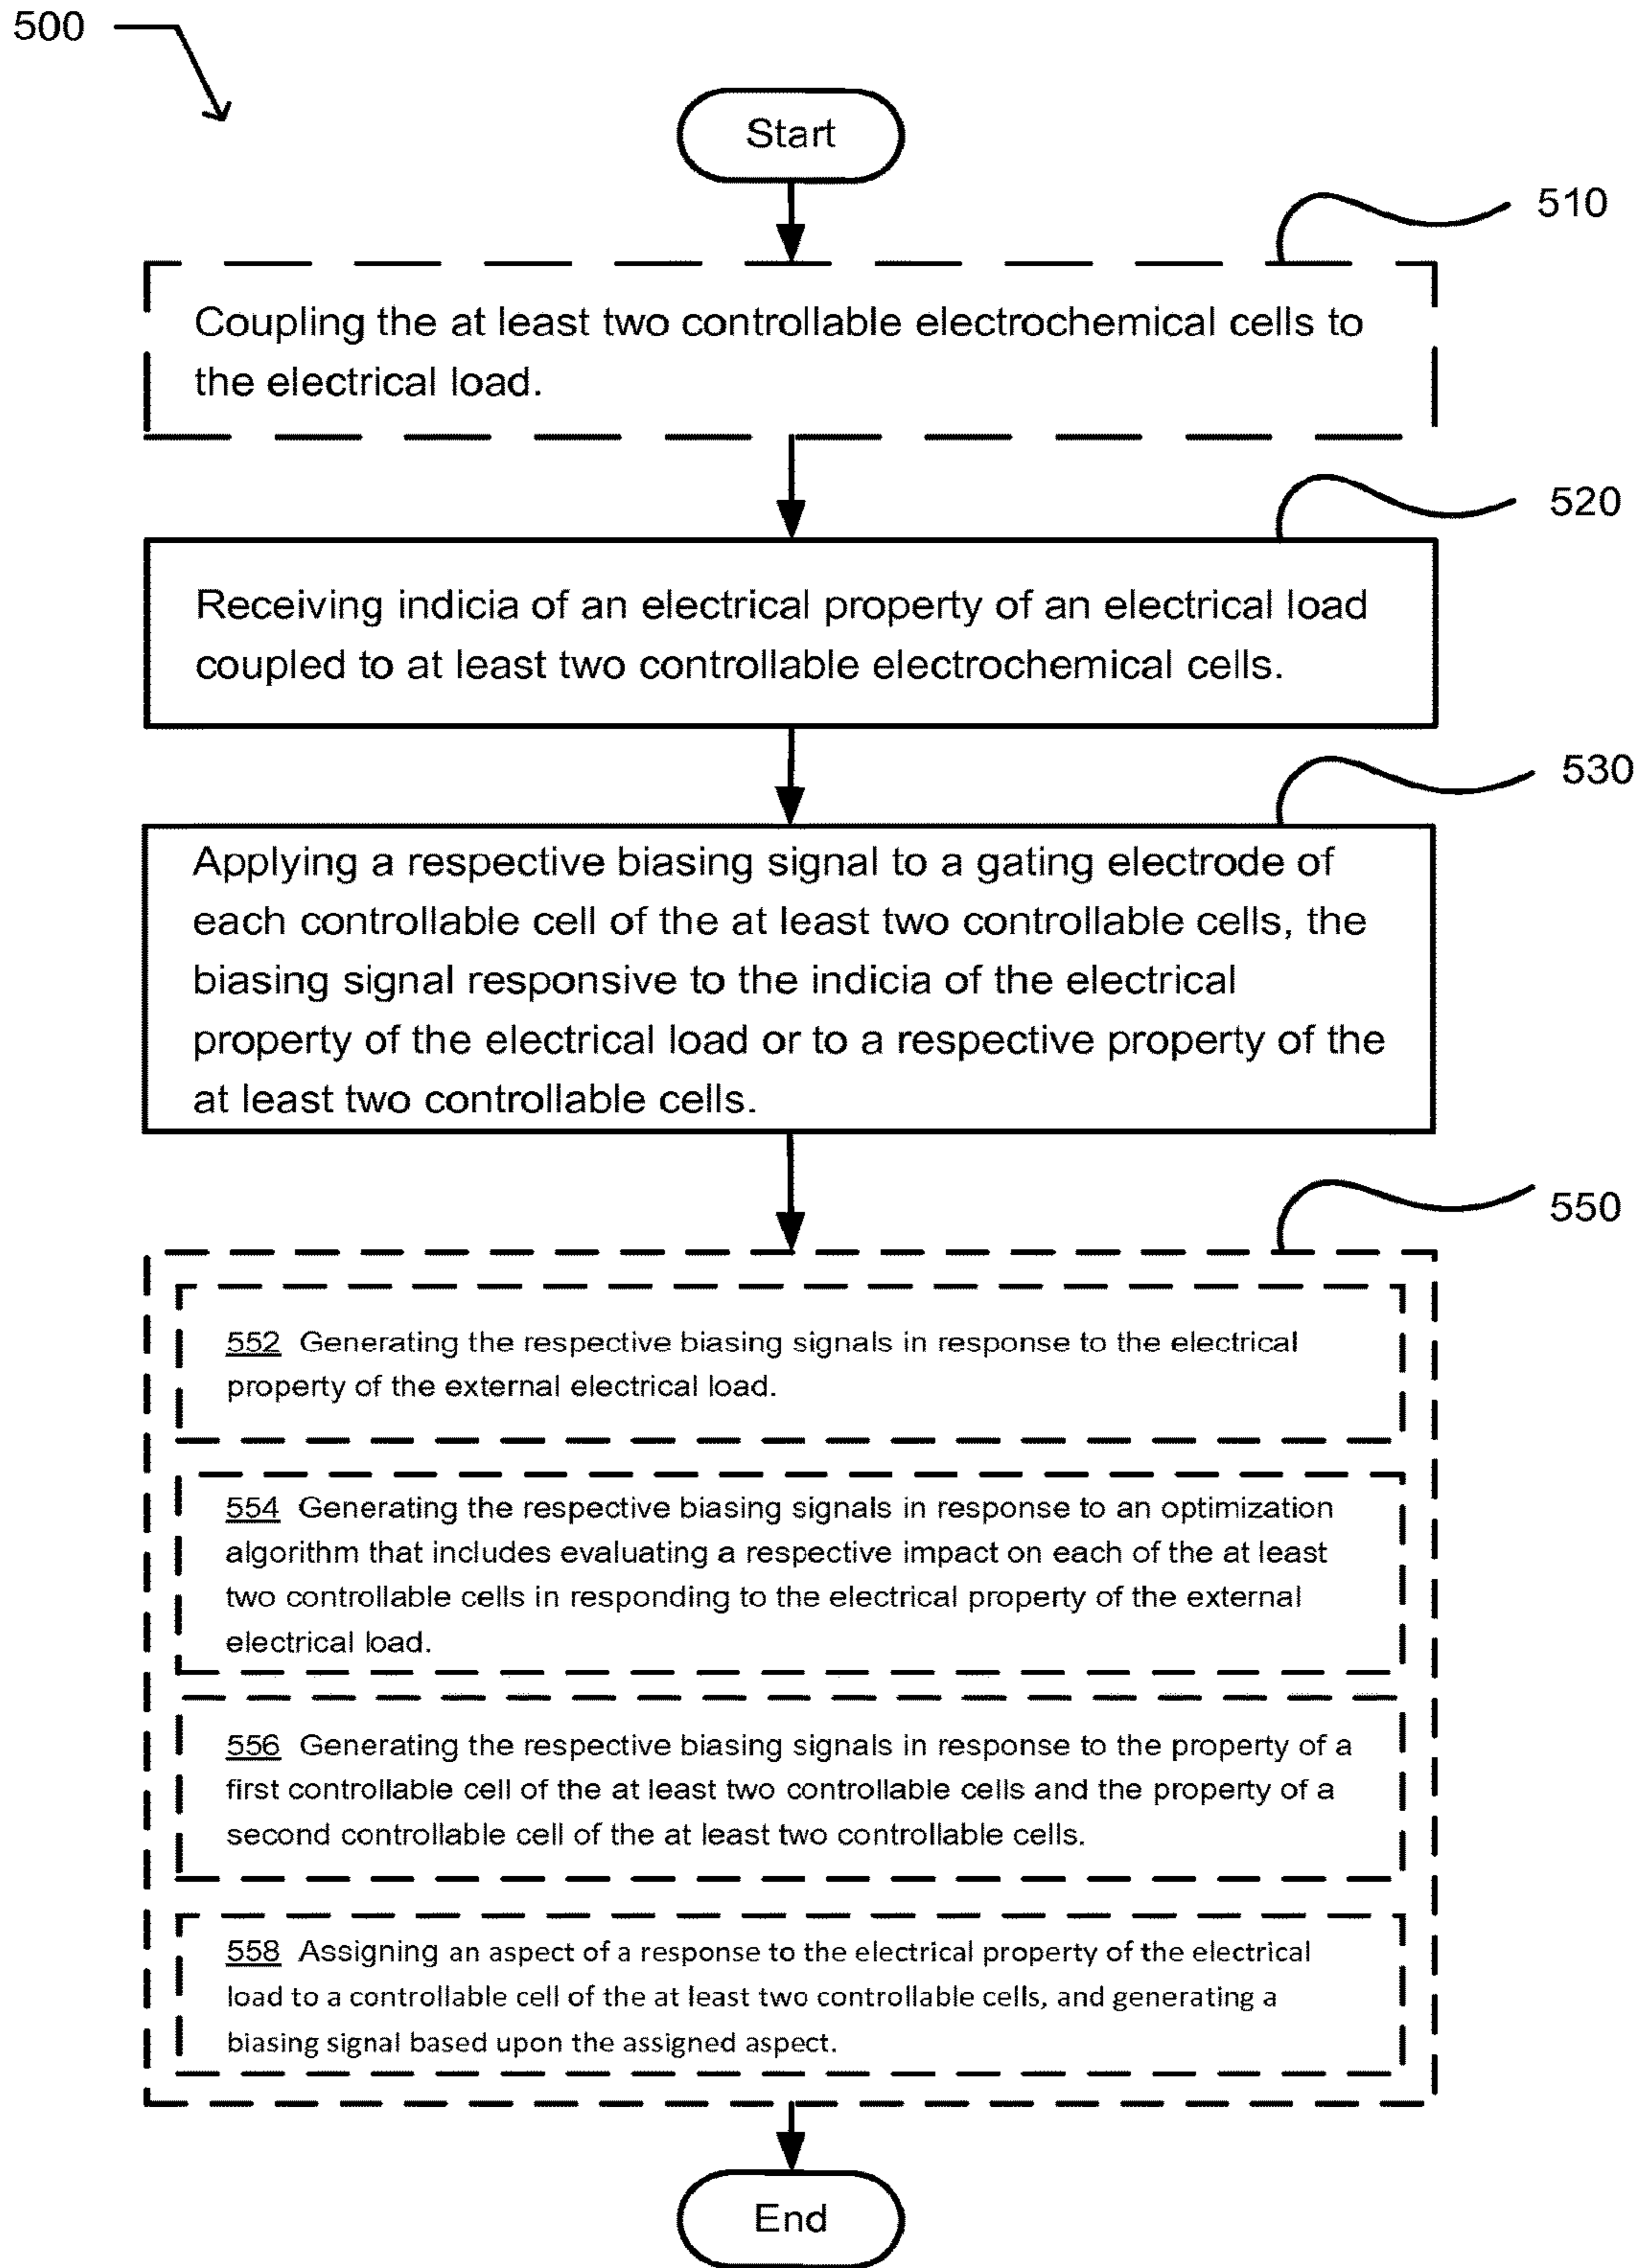 500
Start
510
Coupling the at least two controllable electrochemical cells to
the electrical load.
520
Receiving indicia of an electrical property of an electrical load
coupled to at least two controllable electrochemical cells.
530
Applying a respective biasing signal to a gating electrode of
each controllable cell of the at least two controllable cells, the
biasing signal responsive to the indicia of the electrical
property of the electrical load or to a respective property of the
at least two controllable cells.
550
552 Generating the respective biasing signals in response to the electrical
property of the external electrical load.
554 Generating the respective biasing signals in response to an optimization
algorithm that includes evaluating a respective impact on each of the at least
two controllable cells in responding to the electrical property of the external
electrical load.
556 Generating the respective biasing signals in response to the property of a
first controllable cell of the at least two controllable cells and the property of a
second controllable cell of the at least two controllable cells.
558 Assigning an aspect of a response to the electrical property of the electrical
load to a controllable cell of the at least two controllable cells, and generating a
biasing signal based upon the assigned aspect.
End